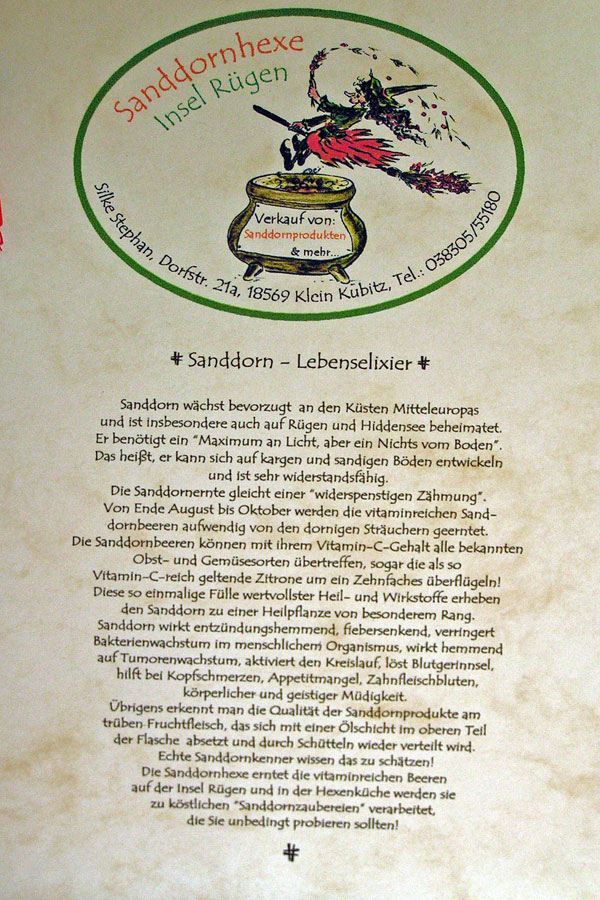 Sanddornhexe
Insel Rügen
Verkauf von:
Sanddornprodukten
& mehr...
Silke Stephan, Dorfstr. 21a, 18569 Klein Kubitz, Tel.: 038305/55180
# Sanddorn – Lebenselixier #
Sanddorn wächst bevorzugt an den Küsten Mitteleuropas
und ist insbesondere auch auf Rügen und Hiddensee beheimatet.
Er benötigt ein "Maximum an Licht, aber ein Nichts vom Boden".
Das heißt, er kann sich auf kargen und sandigen Böden entwickeln
und ist sehr widerstandsfähig.
Die Sanddornernte gleicht einer "widerspenstigen Zähmung".
Von Ende August bis Oktober werden die vitaminreichen Sand-
dornbeeren aufwendig von den dornigen Sträuchern geerntet.
Die Sanddornbeeren können mit ihrem Vitamin-C-Gehalt alle bekannten
Obst- und Gemüsesorten übertreffen, sogar die als so
Vitamin-C-reich geltende Zitrone um ein Zehnfaches überflügeln!
Diese so einmalige Fülle wertvollster Heil- und Wirkstoffe erheben
den Sanddorn zu einer Heilpflanze von besonderem Rang.
Sanddorn wirkt entzündungshemmend, fiebersenkend, verringert
Bakterienwachstum im menschlichem Organismus, wirkt hemmend
auf Tumorenwachstum, aktiviert den Kreislauf, löst Blutgerinnsel,
hilft bei Kopfschmerzen, Appetitmangel, Zahnfleischbluten,
körperlicher und geistiger Müdigkeit.
Übrigens erkennt man die Qualität der Sanddornprodukte am
trüben Fruchtfleisch, das sich mit einer Ölschicht im oberen Teil
der Flasche absetzt und durch Schütteln wieder verteilt wird.
Echte Sanddornkenner wissen das zu schätzen!
Die Sanddornhexe erntet die vitaminreichen Beeren
auf der Insel Rügen und in der Hexenküche werden sie
zu köstlichen "Sanddornzaubereien" verarbeitet,
die Sie unbedingt probieren sollten!
#